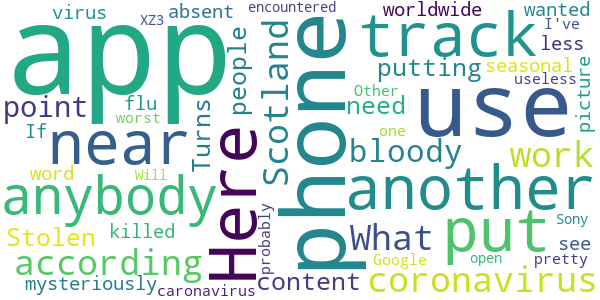 virus
XZ3
absent
encountered
worldwide
wanted
I've
app
Scotland
phone
track
less
point
flu
people
putting
seasonal
useless
picture
If
worst
Turns
Other
need
use
near
Here
one
bloody
work
word
Will
anybody
another
Stolen
killed
probably
What
put
Sony
see
according
Google
open
pretty
mysteriously
caronavirus
content
coronavirus